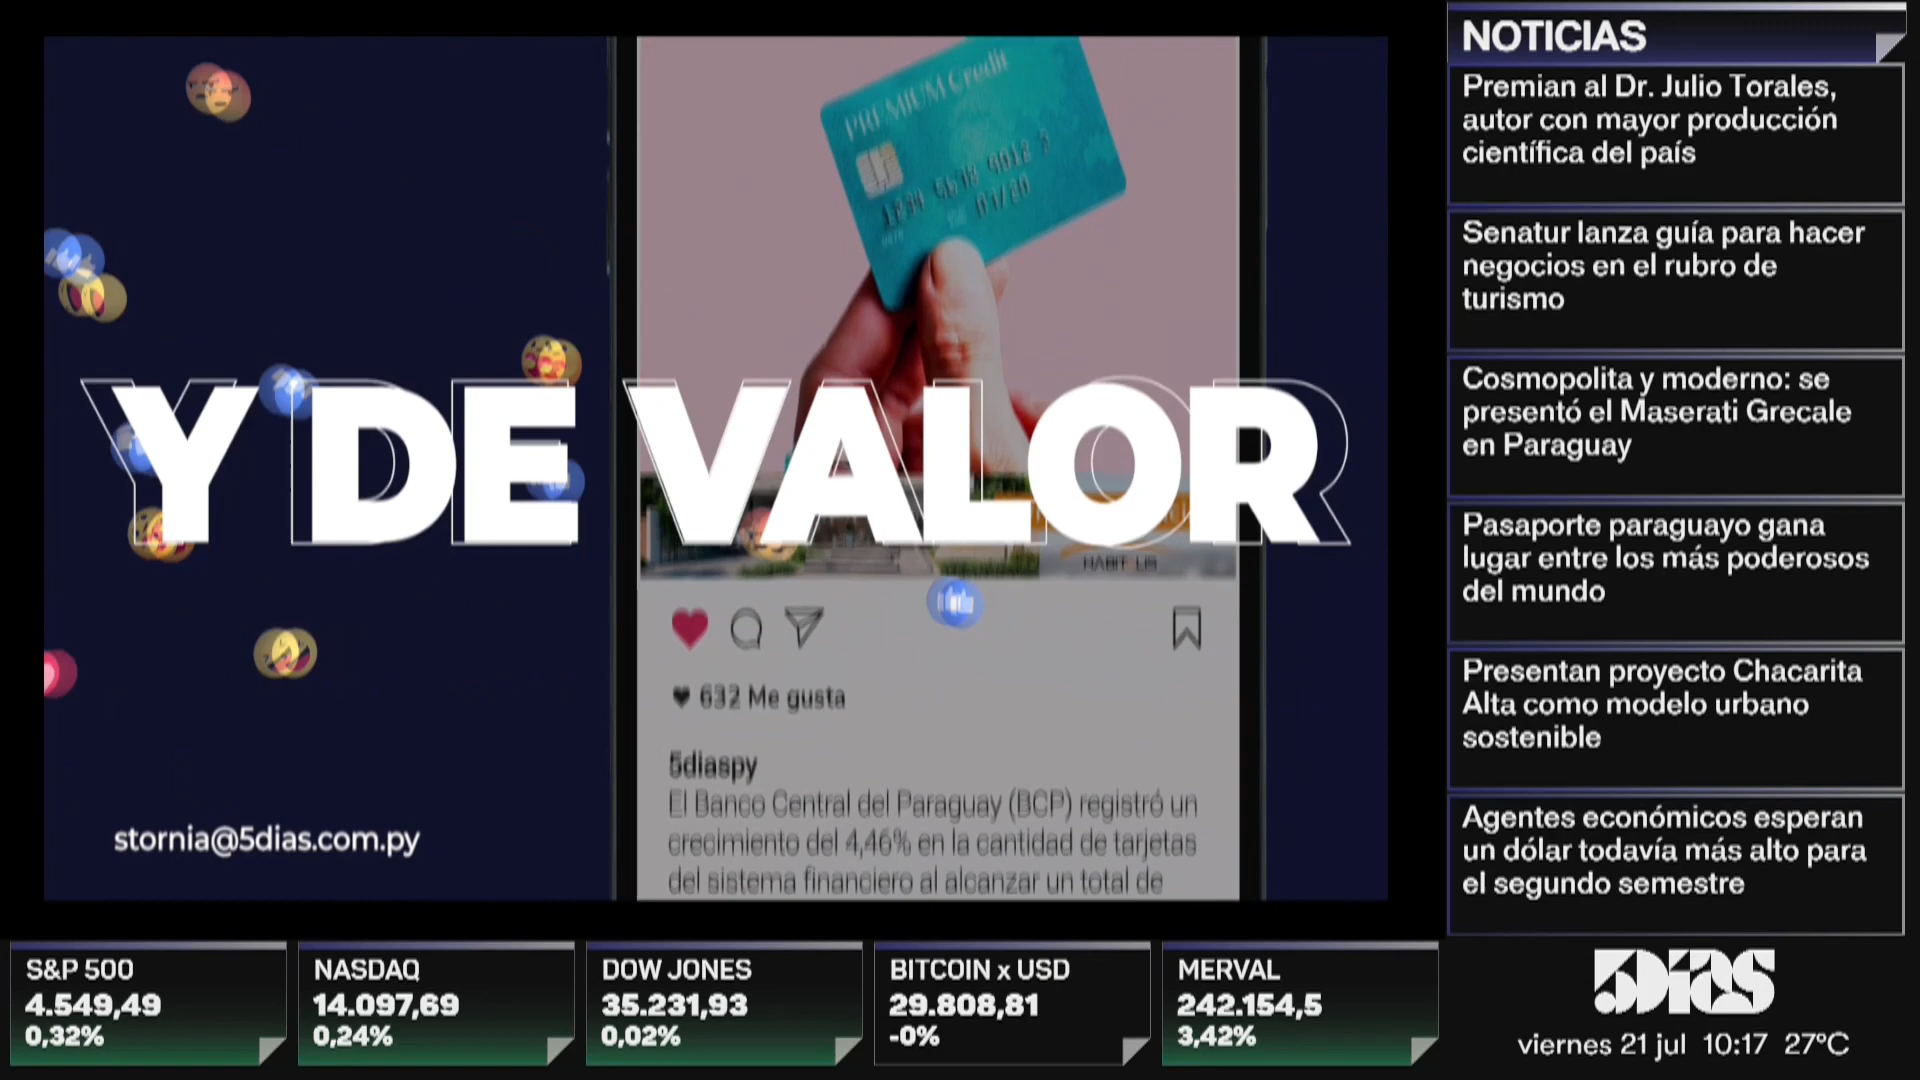 PREMIUM Credit
Y DE VALOR
632 Me gusta
5diaspy
El Banco Central del Paraguay (BCP) registró un
crecimiento del 4,46% en la cantidad de tarjetas
del sistema financiero al alcanzar un total de
stornia@5dias.com.py
NOTICIAS
Premian al Dr. Julio Torales,
autor con mayor producción
científica del país
Senatur lanza guía para hacer
negocios en el rubro de
turismo
Cosmopolita y moderno: se
presentó el Maserati Grecale
en Paraguay
Pasaporte paraguayo gana
lugar entre los más poderosos
del mundo
Presentan proyecto Chacarita
Alta como modelo urbano
sostenible
Agentes económicos esperan
un dólar todavía más alto para
el segundo semestre
S&P 500
4.549,49
0,32%
NASDAQ
14.097,69
0,24%
DOW JONES
35.231,93
0,02%
BITCOIN x USD
29.808,81
-0%
MERVAL
242.154,5
3,42%
5Días
viernes 21 jul 10:17 27°C